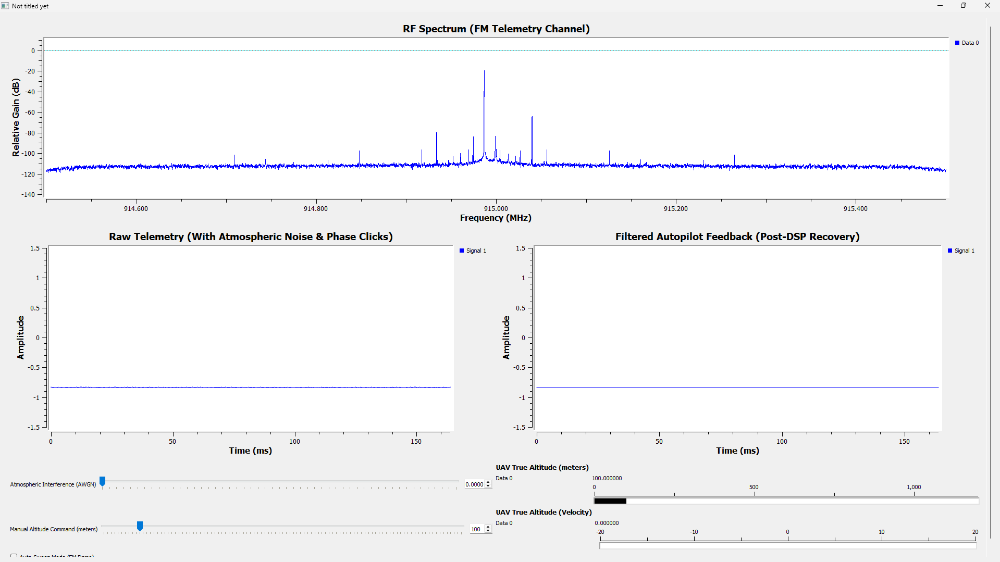 Not titled yet
RF Spectrum (FM Telemetry Channel)
Data 0
Relative Gain (dB)
0
-20
-40
-60
-80
-100
-120
-140
914.600
914.800
915.000
915.200
915.400
Frequency (MHz)
Raw Telemetry (With Atmospheric Noise & Phase Clicks)
Signal 1
Amplitude
1.5
1
0.5
0
-0.5
-1
-1.5
0
50
100
150
Time (ms)
Filtered Autopilot Feedback (Post-DSP Recovery)
Signal 1
Amplitude
1.5
1
0.5
0
-0.5
-1
-1.5
0
50
100
150
Time (ms)
Atmospheric Interference (AWGN)
0.0000
Manual Altitude Command (meters)
100
UAV True Altitude (meters)
Data 0
100.000000
0
500
1,000
UAV True Altitude (Velocity)
Data 0
0.000000
-20
-10
0
10
20